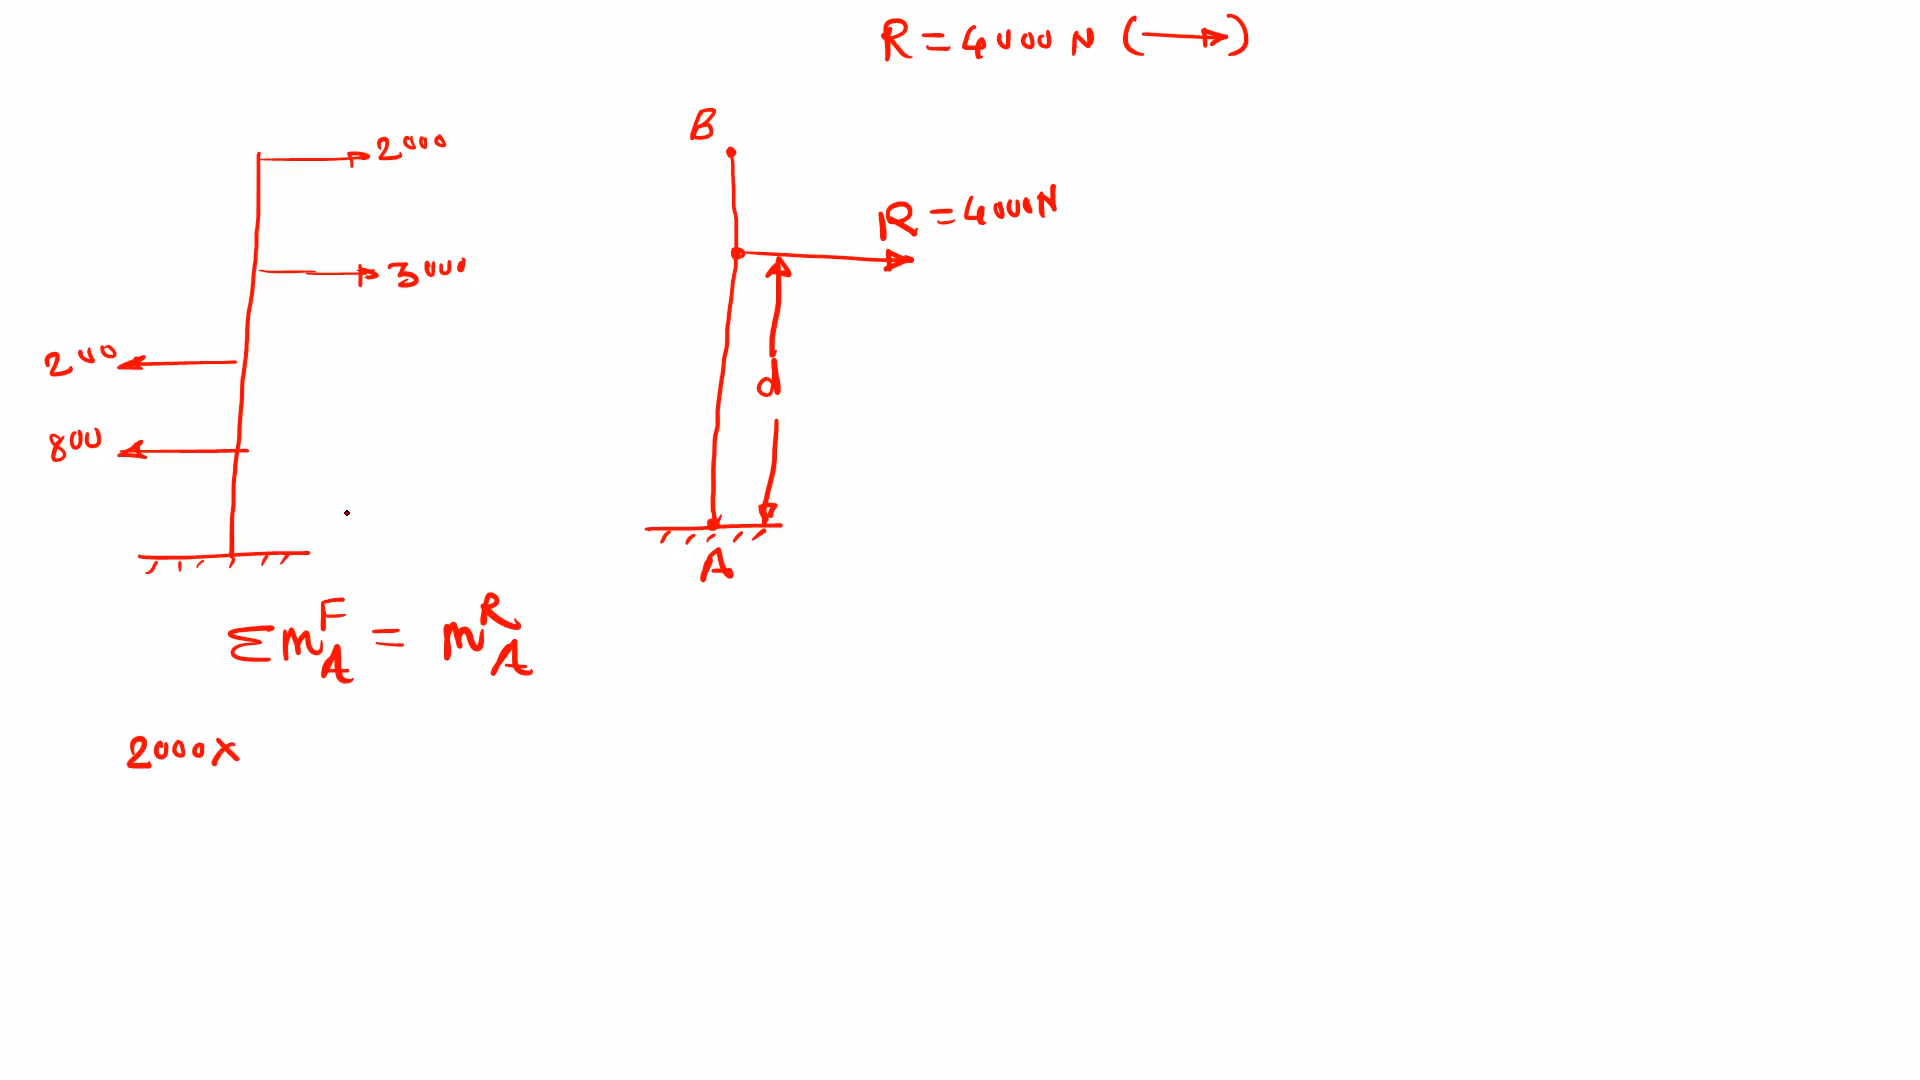 R = 4000 N (→)
B
2000
R = 4000N
3000
200
d
800
A
Σm_A^F = m_A^R
2000x